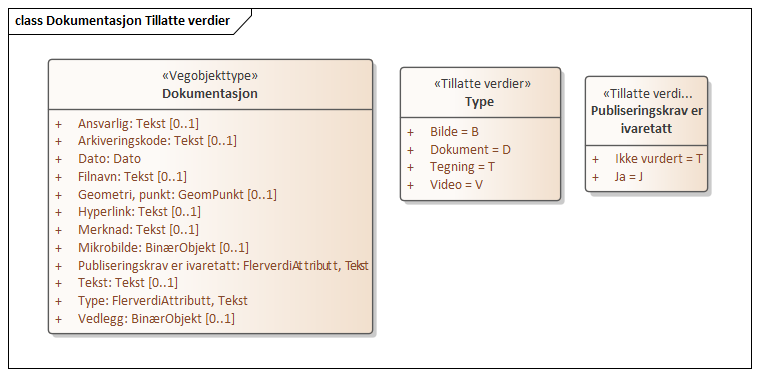 class Dokumentasjon Tillatte verdier
«Vegobjekttype»
Dokumentasjon
+ Ansvarlig: Tekst [0..1]
+ Arkiveringskode: Tekst [0..1]
+ Dato: Dato
+ Filnavn: Tekst [0..1]
+ Geometri, punkt: GeomPunkt [0..1]
+ Hyperlink: Tekst [0..1]
+ Merknad: Tekst [0..1]
+ Mikrobilde: BinærObjekt [0..1]
+ Publiseringskrav er ivaretatt: FlerverdiAttributt, Tekst
+ Tekst: Tekst [0..1]
+ Type: FlerverdiAttributt, Tekst
+ Vedlegg: BinærObjekt [0..1]
«Tillatte verdier»
Type
+ Bilde = B
+ Dokument = D
+ Tegning = T
+ Video = V
«Tillatte verdi...
Publiseringskrav er
ivaretatt
+ Ikke vurdert = T
+ Ja = J